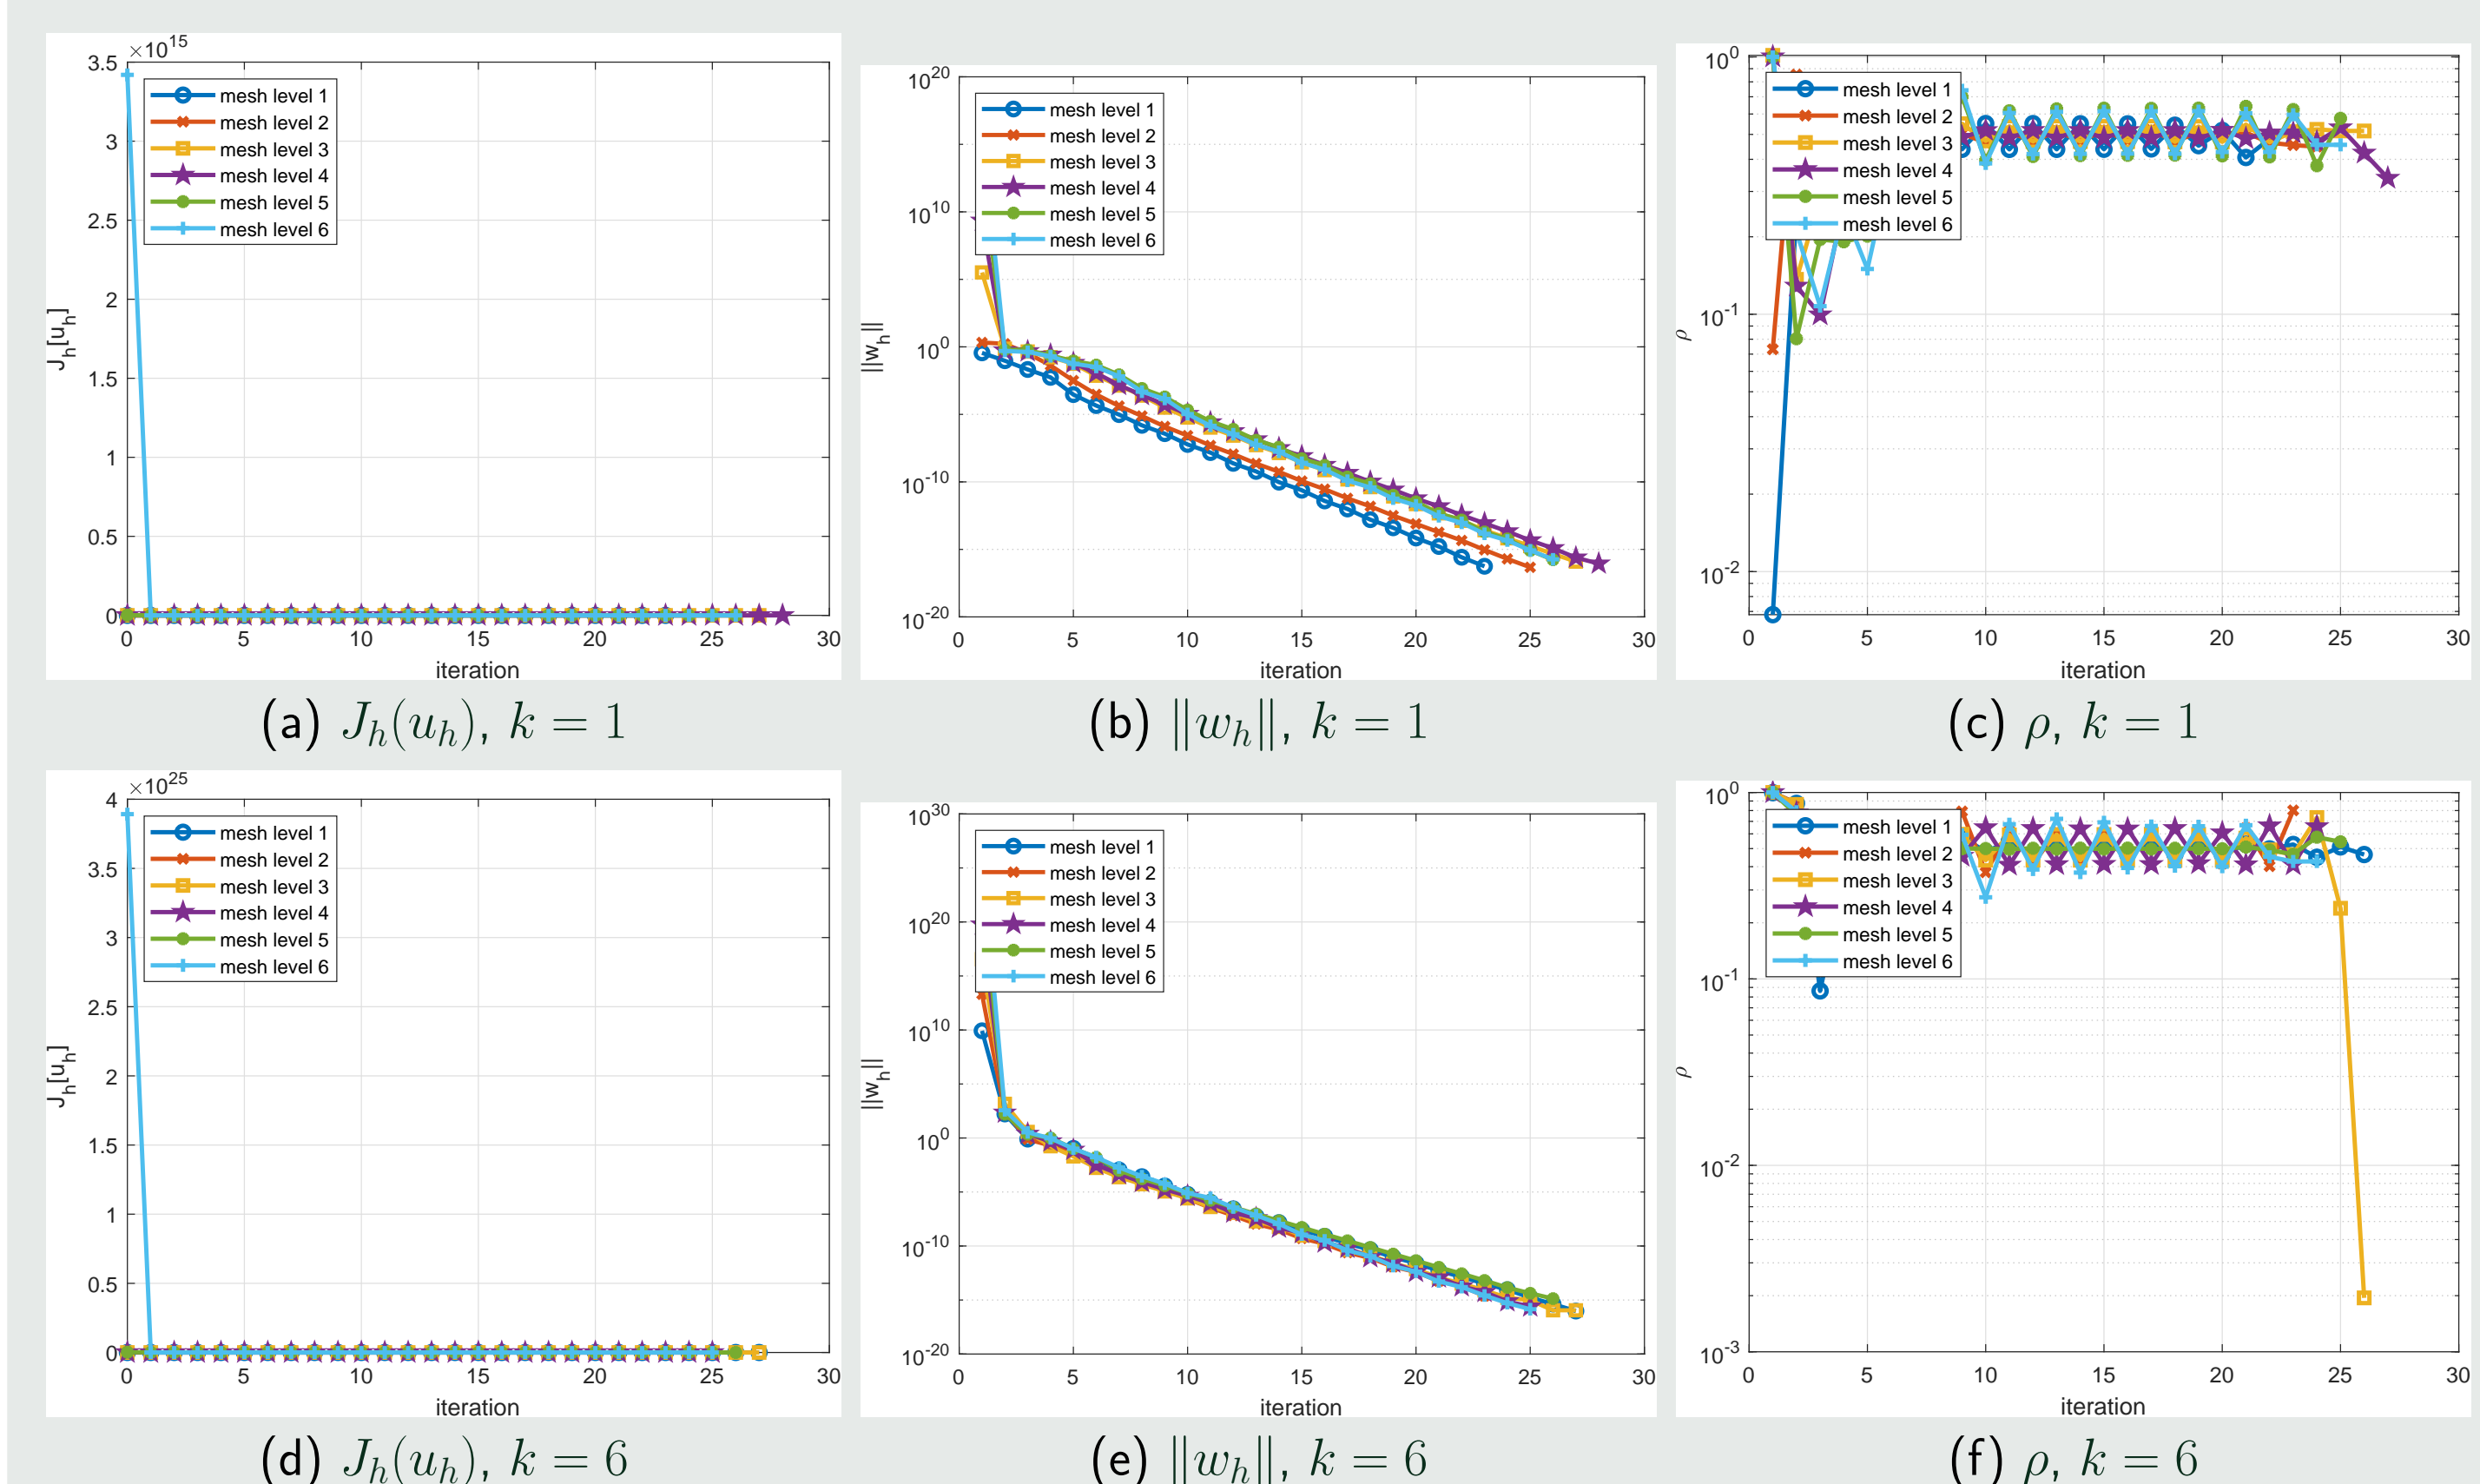 ×10^15
3.5
3
2.5
2
1.5
1
0.5
0
0 5 10 15 20 25 30
J_h[u_h]
iteration
mesh level 1
mesh level 2
mesh level 3
mesh level 4
mesh level 5
mesh level 6
(a) J_h(u_h), k = 1
10^20
10^10
10^0
10^-10
10^-20
0 5 10 15 20 25 30
||w_h||
iteration
mesh level 1
mesh level 2
mesh level 3
mesh level 4
mesh level 5
mesh level 6
(b) ‖w_h‖, k = 1
10^0
10^-1
10^-2
0 5 10 15 20 25 30
ρ
iteration
mesh level 1
mesh level 2
mesh level 3
mesh level 4
mesh level 5
mesh level 6
(c) ρ, k = 1
×10^25
4
3.5
3
2.5
2
1.5
1
0.5
0
0 5 10 15 20 25 30
J_h[u_h]
iteration
mesh level 1
mesh level 2
mesh level 3
mesh level 4
mesh level 5
mesh level 6
(d) J_h(u_h), k = 6
10^30
10^20
10^10
10^0
10^-10
10^-20
0 5 10 15 20 25 30
||w_h||
iteration
mesh level 1
mesh level 2
mesh level 3
mesh level 4
mesh level 5
mesh level 6
(e) ‖w_h‖, k = 6
10^0
10^-1
10^-2
10^-3
0 5 10 15 20 25 30
ρ
iteration
mesh level 1
mesh level 2
mesh level 3
mesh level 4
mesh level 5
mesh level 6
(f) ρ, k = 6